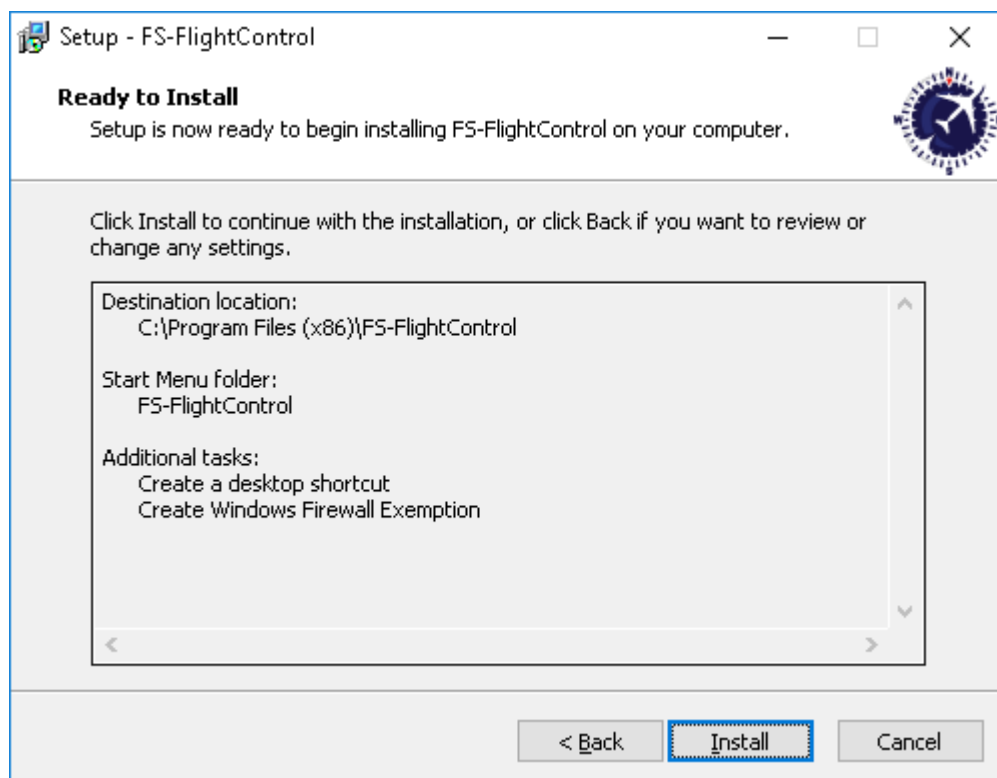 Setup - FS-FlightControl
Ready to Install
Setup is now ready to begin installing FS-FlightControl on your computer.
Click Install to continue with the installation, or click Back if you want to review or
change any settings.
Destination location:
C:\Program Files (x86)\FS-FlightControl
Start Menu folder:
FS-FlightControl
Additional tasks:
Create a desktop shortcut
Create Windows Firewall Exemption
< Back
Install
Cancel